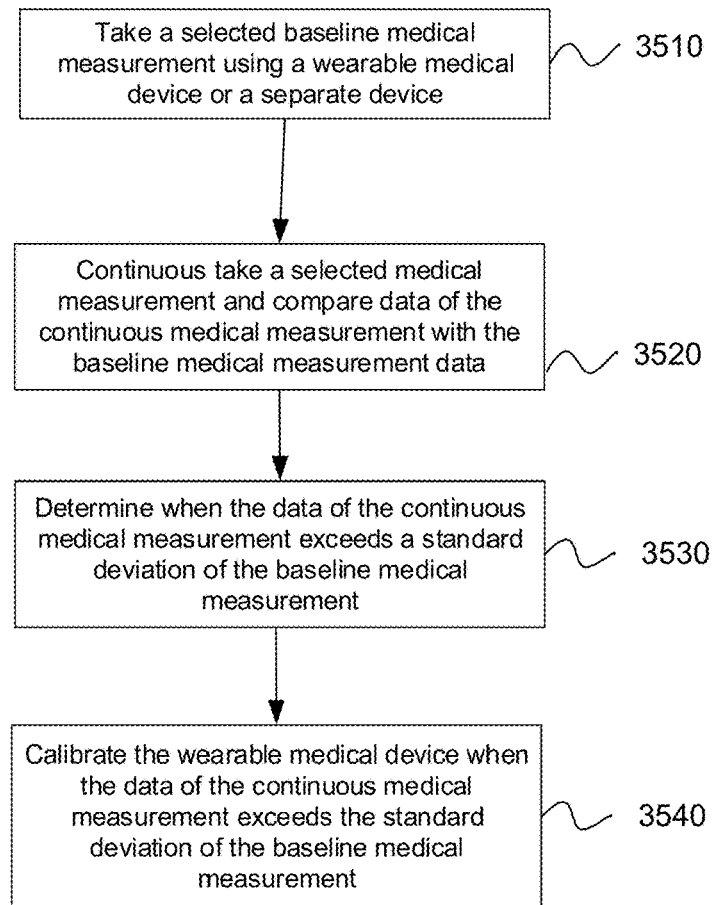 Take a selected baseline medical
measurement using a wearable medical
device or a separate device
3510
Continuous take a selected medical
measurement and compare data of the
continuous medical measurement with the
baseline medical measurement data
3520
Determine when the data of the continuous
medical measurement exceeds a standard
deviation of the baseline medical
measurement
3530
Calibrate the wearable medical device when
the data of the continuous medical
measurement exceeds the standard
deviation of the baseline medical
measurement
3540